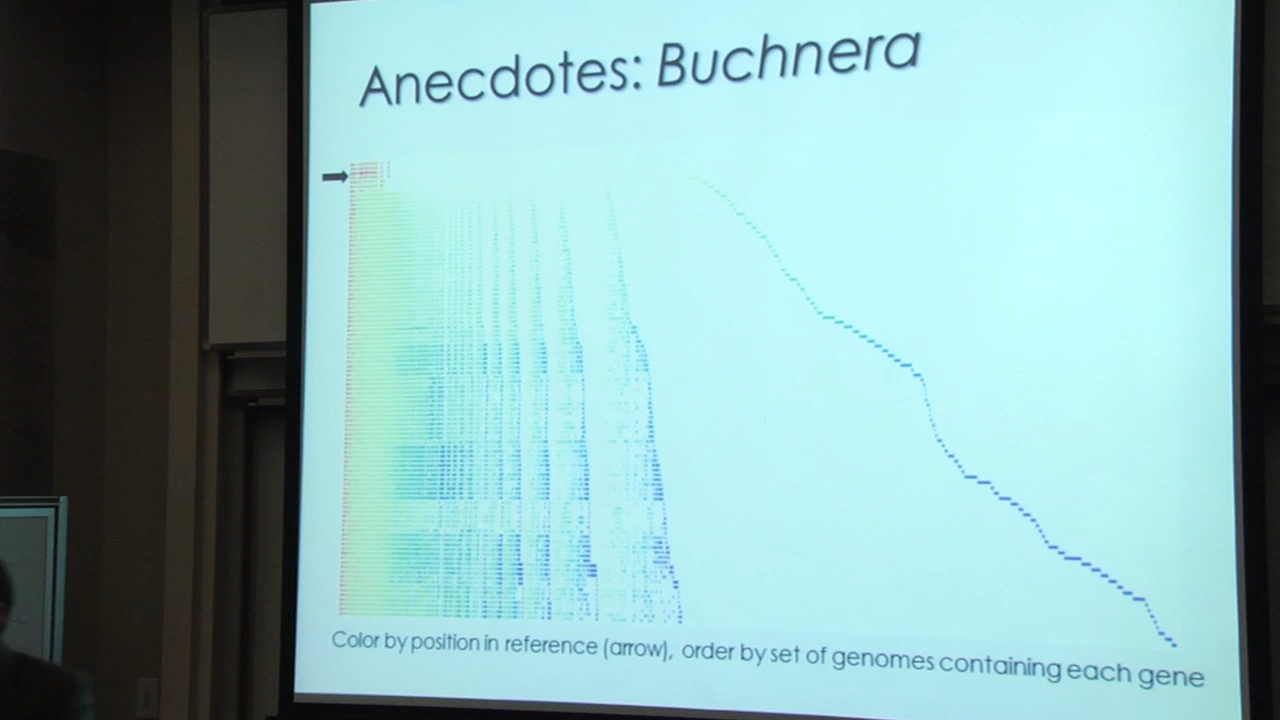 Anecdotes: Buchnera
Color by position in reference (arrow), order by set of genomes containing each gene